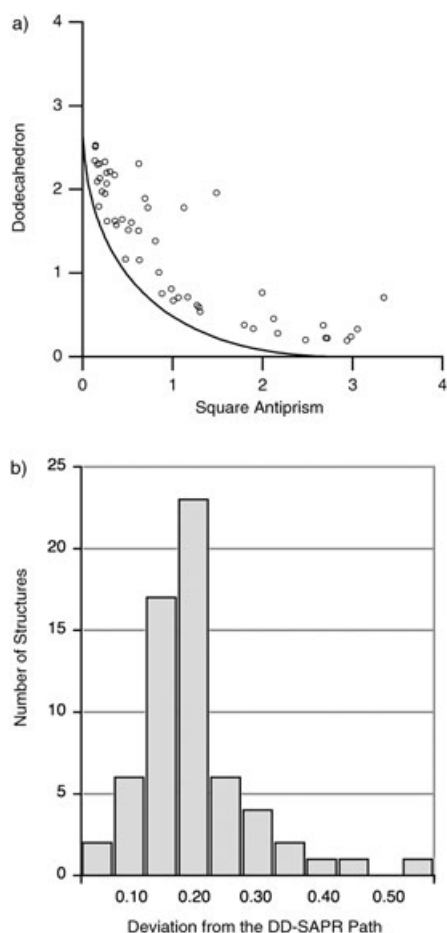 a)
4
3
2
1
0
Dodecahedron
0 1 2 3 4
Square Antiprism
b)
25
20
15
10
5
0
Number of Structures
0.10 0.20 0.30 0.40 0.50
Deviation from the DD-SAPR Path